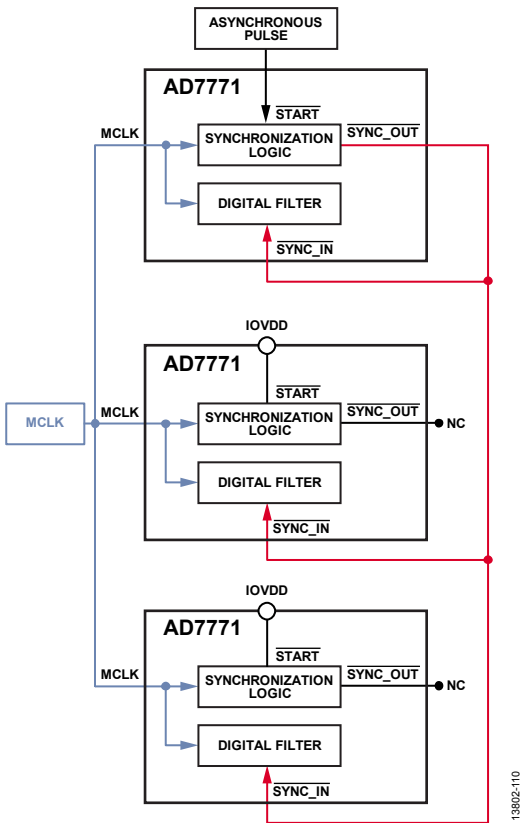 ASYNCHRONOUS
PULSE
AD7771
START
MCLK
SYNCHRONIZATION
LOGIC
SYNC_OUT
DIGITAL FILTER
SYNC_IN
IOVDD
AD7771
START
MCLK
MCLK
SYNCHRONIZATION
LOGIC
SYNC_OUT
NC
DIGITAL FILTER
SYNC_IN
IOVDD
AD7771
START
MCLK
SYNCHRONIZATION
LOGIC
SYNC_OUT
NC
DIGITAL FILTER
SYNC_IN
13802-110